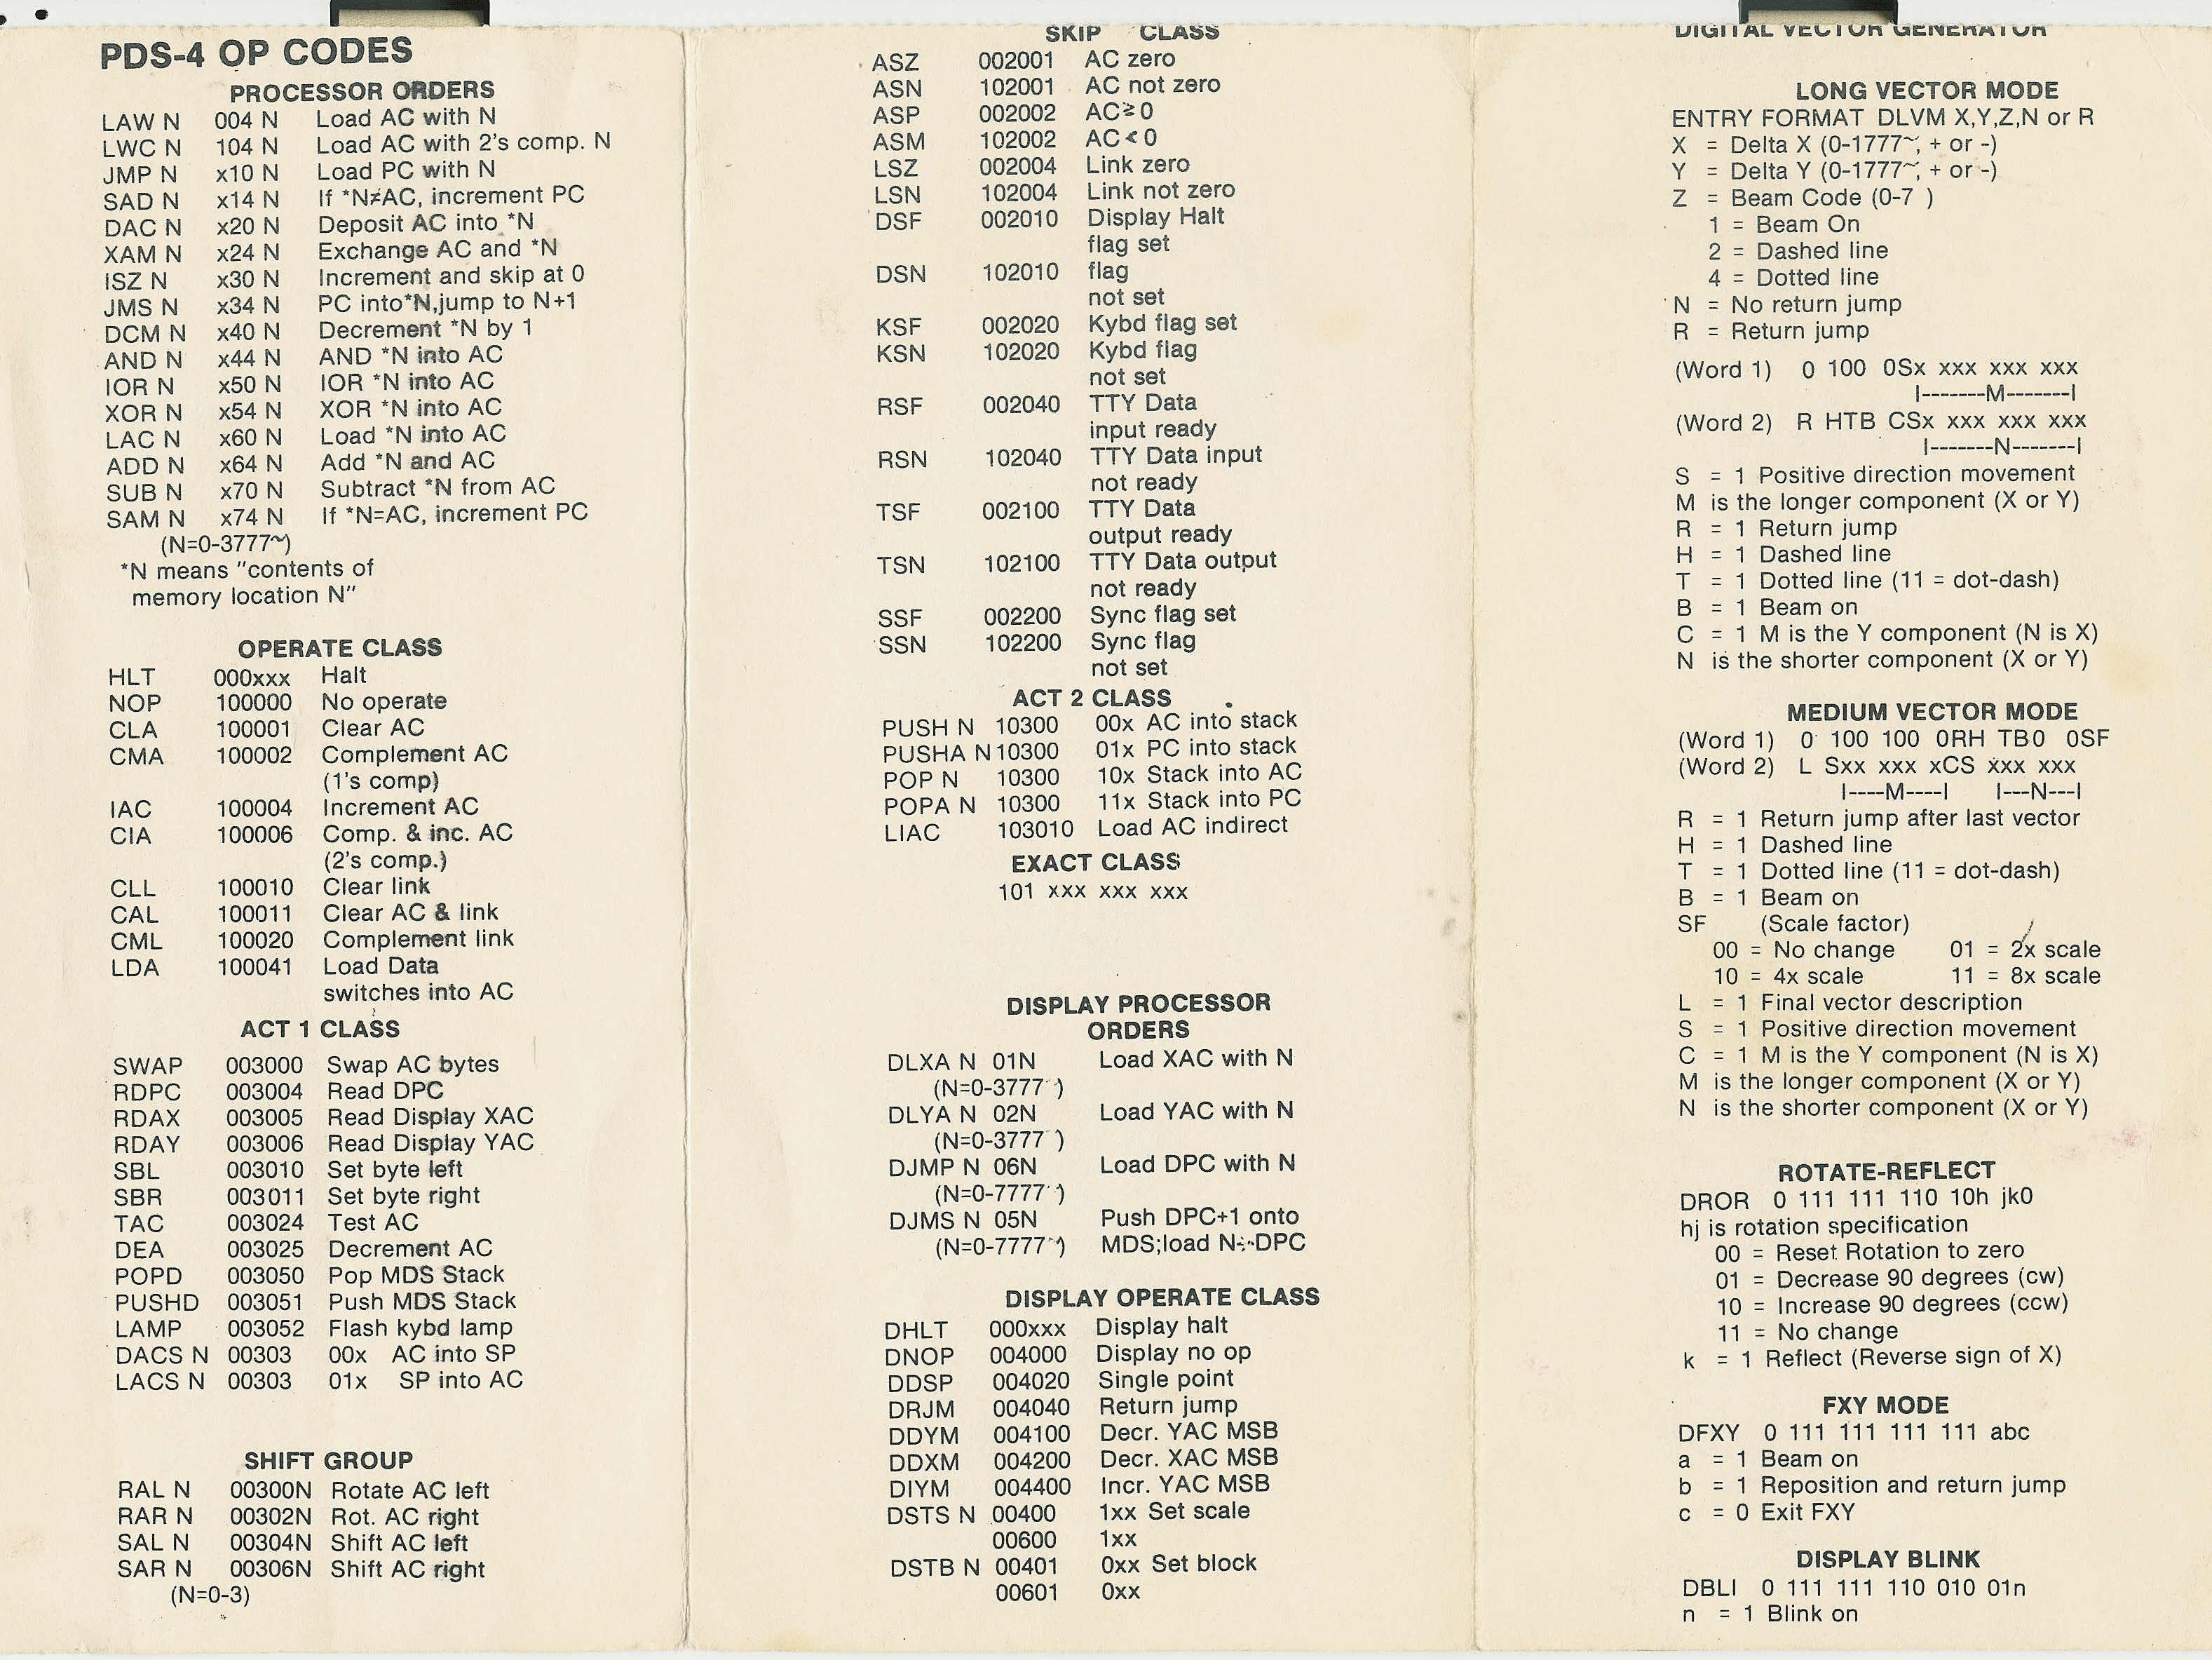 PDS-4 OP CODES
PROCESSOR ORDERS
LAW N 004 N Load AC with N
LWC N 104 N Load AC with 2's comp. N
JMP N x10 N Load PC with N
SAD N x14 N If *N≠AC, increment PC
DAC N x20 N Deposit AC into *N
XAM N x24 N Exchange AC and *N
ISZ N x30 N Increment and skip at 0
JMS N x34 N PC into*N,jump to N+1
DCM N x40 N Decrement *N by 1
AND N x44 N AND *N into AC
IOR N x50 N IOR *N into AC
XOR N x54 N XOR *N into AC
LAC N x60 N Load *N into AC
ADD N x64 N Add *N and AC
SUB N x70 N Subtract *N from AC
SAM N x74 N If *N=AC, increment PC
(N=0-3777~)
*N means "contents of
memory location N"
OPERATE CLASS
HLT 000xxx Halt
NOP 100000 No operate
CLA 100001 Clear AC
CMA 100002 Complement AC
(1's comp)
IAC 100004 Increment AC
CIA 100006 Comp. & inc. AC
(2's comp.)
CLL 100010 Clear link
CAL 100011 Clear AC & link
CML 100020 Complement link
LDA 100041 Load Data
switches into AC
ACT 1 CLASS
SWAP 003000 Swap AC bytes
RDPC 003004 Read DPC
RDAX 003005 Read Display XAC
RDAY 003006 Read Display YAC
SBL 003010 Set byte left
SBR 003011 Set byte right
TAC 003024 Test AC
DEA 003025 Decrement AC
POPD 003050 Pop MDS Stack
PUSHD 003051 Push MDS Stack
LAMP 003052 Flash kybd lamp
DACS N 00303 00x AC into SP
LACS N 00303 01x SP into AC
SHIFT GROUP
RAL N 00300N Rotate AC left
RAR N 00302N Rot. AC right
SAL N 00304N Shift AC left
SAR N 00306N Shift AC right
(N=0-3)
SKIP CLASS
ASZ 002001 AC zero
ASN 102001 AC not zero
ASP 002002 AC≥0
ASM 102002 AC<0
LSZ 002004 Link zero
LSN 102004 Link not zero
DSF 002010 Display Halt
flag set
DSN 102010 flag
not set
KSF 002020 Kybd flag set
KSN 102020 Kybd flag
not set
RSF 002040 TTY Data
input ready
RSN 102040 TTY Data input
not ready
TSF 002100 TTY Data
output ready
TSN 102100 TTY Data output
not ready
SSF 002200 Sync flag set
SSN 102200 Sync flag
not set
ACT 2 CLASS
PUSH N 10300 00x AC into stack
PUSHA N 10300 01x PC into stack
POP N 10300 10x Stack into AC
POPA N 10300 11x Stack into PC
LIAC 103010 Load AC indirect
EXACT CLASS
101 xxx xxx xxx
DISPLAY PROCESSOR
ORDERS
DLXA N 01N Load XAC with N
(N=0-3777~)
DLYA N 02N Load YAC with N
(N=0-3777~)
DJMP N 06N Load DPC with N
(N=0-7777~)
DJMS N 05N Push DPC+1 onto
(N=0-7777~) MDS;load N-DPC
DISPLAY OPERATE CLASS
DHLT 000xxx Display halt
DNOP 004000 Display no op
DDSP 004020 Single point
DRJM 004040 Return jump
DDYM 004100 Decr. YAC MSB
DDXM 004200 Decr. XAC MSB
DIYM 004400 Incr. YAC MSB
DSTS N 00400 1xx Set scale
00600 1xx
DSTB N 00401 0xx Set block
00601 0xx
DIGITAL VECTOR GENERATOR
LONG VECTOR MODE
ENTRY FORMAT DLVM X,Y,Z,N or R
X = Delta X (0-1777~, + or -)
Y = Delta Y (0-1777~, + or -)
Z = Beam Code (0-7 )
1 = Beam On
2 = Dashed line
4 = Dotted line
N = No return jump
R = Return jump
(Word 1) 0 100 0Sx xxx xxx xxx
I-------M-------I
(Word 2) R HTB CSx xxx xxx xxx
I-------N-------I
S = 1 Positive direction movement
M is the longer component (X or Y)
R = 1 Return jump
H = 1 Dashed line
T = 1 Dotted line (11 = dot-dash)
B = 1 Beam on
C = 1 M is the Y component (N is X)
N is the shorter component (X or Y)
MEDIUM VECTOR MODE
(Word 1) 0 100 100 0RH TB0 0SF
(Word 2) L Sxx xxx xCS xxx xxx
I----M----I I---N---I
R = 1 Return jump after last vector
H = 1 Dashed line
T = 1 Dotted line (11 = dot-dash)
B = 1 Beam on
SF (Scale factor)
00 = No change 01 = 2x scale
10 = 4x scale 11 = 8x scale
L = 1 Final vector description
S = 1 Positive direction movement
C = 1 M is the Y component (N is X)
M is the longer component (X or Y)
N is the shorter component (X or Y)
ROTATE-REFLECT
DROR 0 111 111 110 10h jk0
hj is rotation specification
00 = Reset Rotation to zero
01 = Decrease 90 degrees (cw)
10 = Increase 90 degrees (ccw)
11 = No change
k = 1 Reflect (Reverse sign of X)
FXY MODE
DFXY 0 111 111 111 111 abc
a = 1 Beam on
b = 1 Reposition and return jump
c = 0 Exit FXY
DISPLAY BLINK
DBLI 0 111 111 110 010 01n
n = 1 Blink on